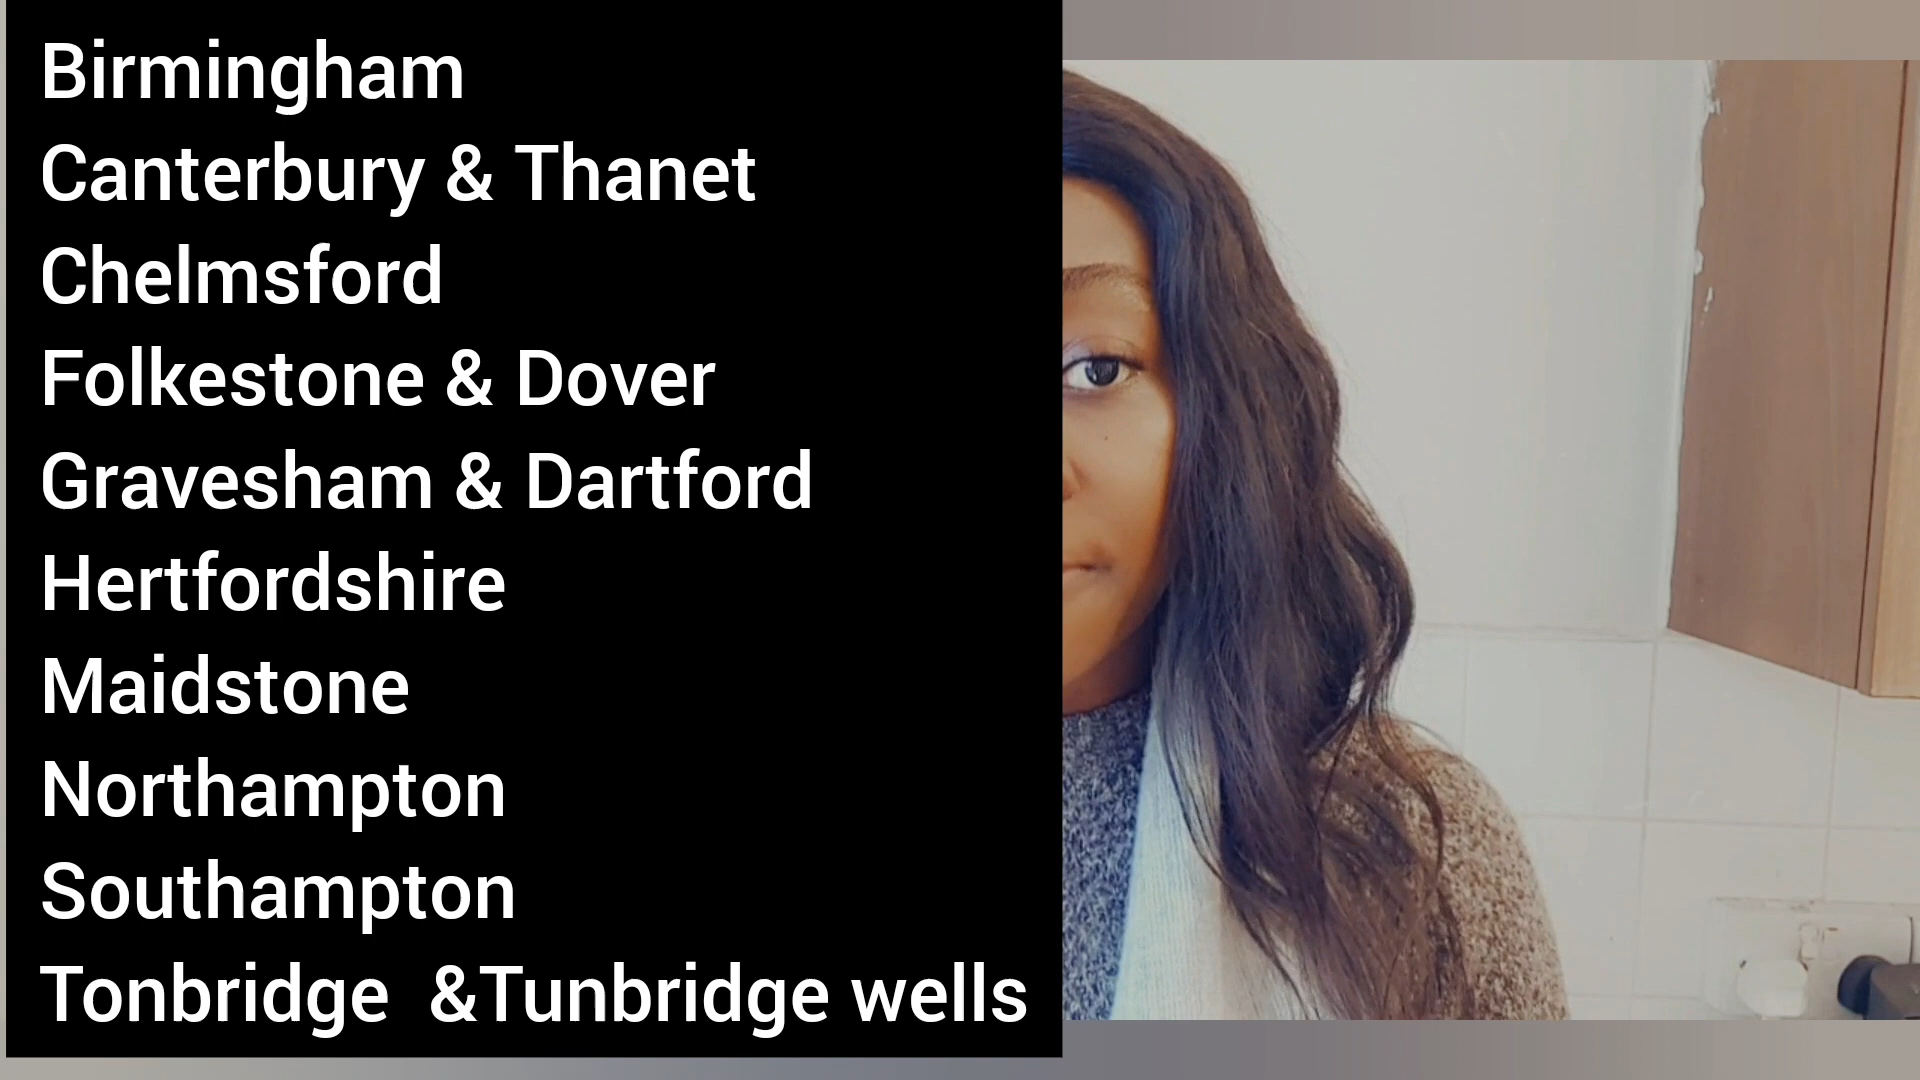 Birmingham
Canterbury & Thanet
Chelmsford
Folkestone & Dover
Gravesham & Dartford
Hertfordshire
Maidstone
Northampton
Southampton
Tonbridge  &Tunbridge wells